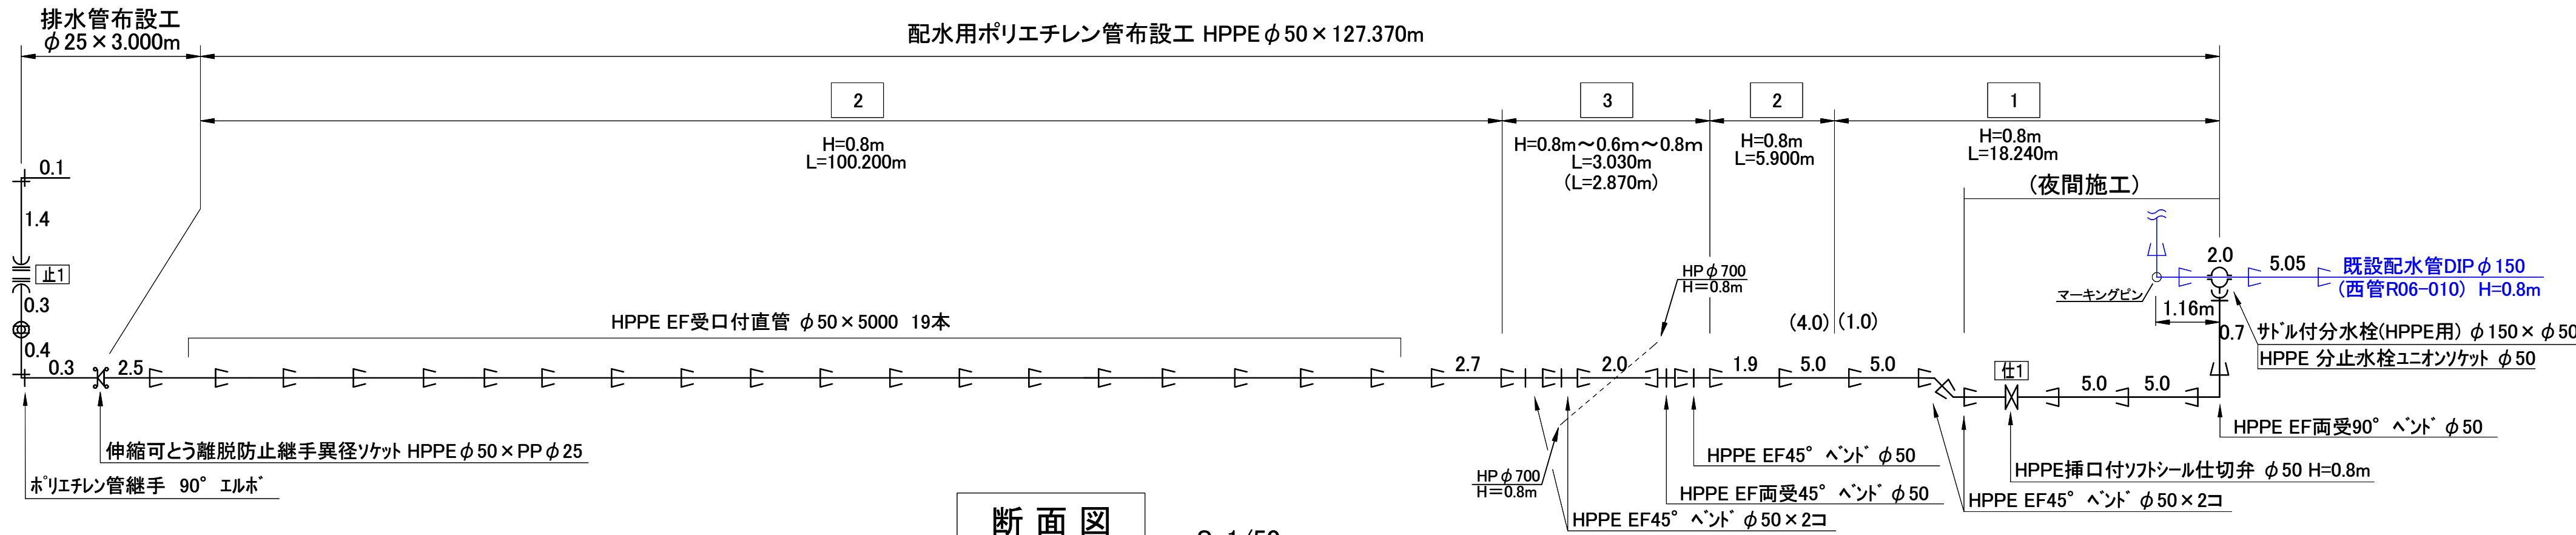 排水管布設工
φ25×3.000m
配水用ポリエチレン管布設工 HPPEφ50×127.370m
2
3
2
1
H=0.8m
L=100.200m
H=0.8m～0.6m～0.8m
L=3.030m
(L=2.870m)
H=0.8m
L=5.900m
H=0.8m
L=18.240m
(夜間施工)
0.1
1.4
止1
0.3
0.4
0.3
2.5
HPPE EF受口付直管 φ50×5000 19本
2.7
2.0
HPφ700
H=0.8m
(4.0)
(1.0)
1.9
5.0
5.0
マーキングピン
1.16m
2.0
5.05
既設配水管DIPφ150
(西管R06-010) H=0.8m
0.7
サドル付分水栓(HPPE用) φ150×φ50
HPPE 分止水栓ユニオンソケット φ50
仕1
5.0
5.0
HPPE EF両受90° ベンド φ50
伸縮可とう離脱防止継手異径ソケット HPPEφ50×PPφ25
ポリエチレン管継手 90° エルボ
HPφ700
H=0.8m
HPPE EF45° ベンド φ50
HPPE EF両受45° ベンド φ50
HPPE EF45° ベンド φ50×2コ
HPPE挿口付ソフトシール仕切弁 φ50 H=0.8m
HPPE EF45° ベンド φ50×2コ
断面図